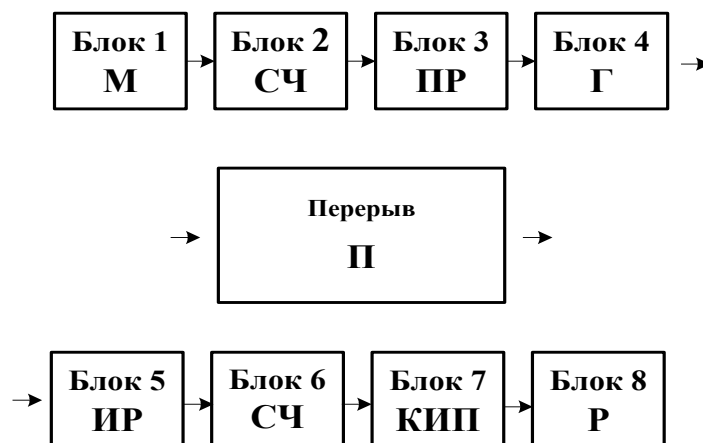 Блок 1 Блок 2 Блок 3 Блок 4
М СЧ ПР Г
Перерыв
П
Блок 5 Блок 6 Блок 7 Блок 8
ИР СЧ КИП Р